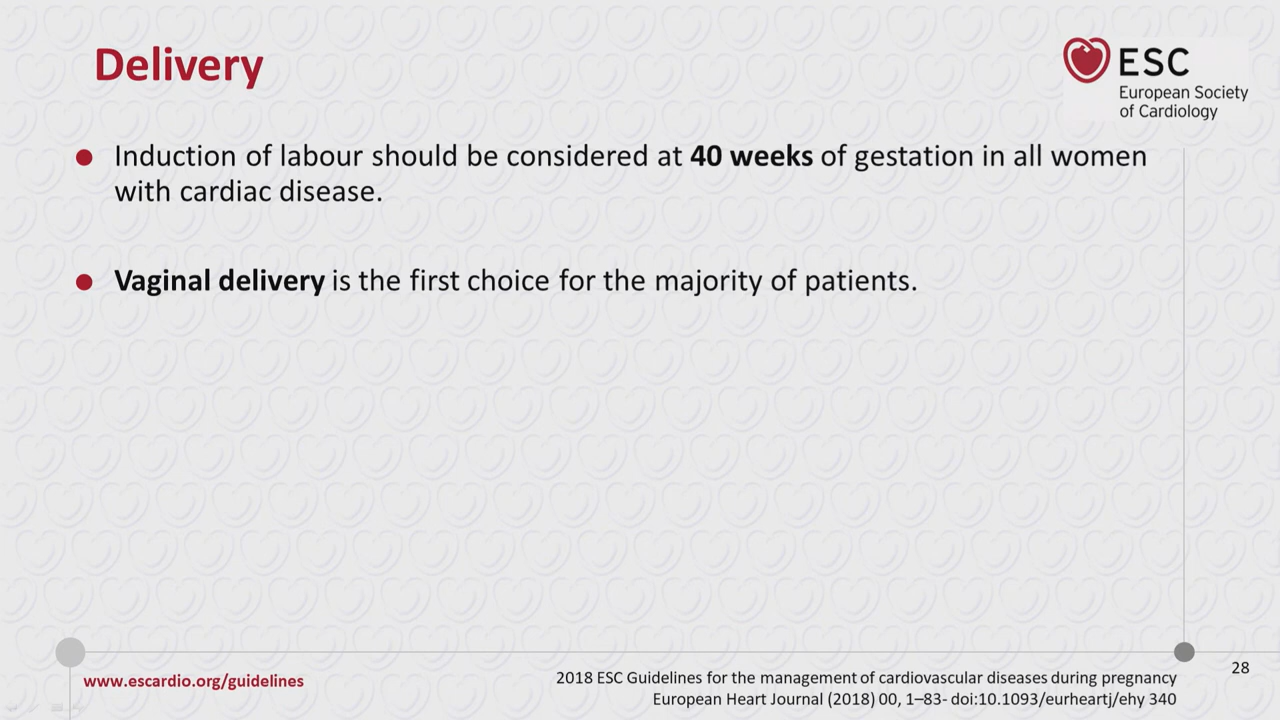 Delivery
ESC
European Society
of Cardiology
● Induction of labour should be considered at 40 weeks of gestation in all women
with cardiac disease.
● Vaginal delivery is the first choice for the majority of patients.
www.escardio.org/guidelines
2018 ESC Guidelines for the management of cardiovascular diseases during pregnancy
European Heart Journal (2018) 00, 1–83- doi:10.1093/eurheartj/ehy 340
28